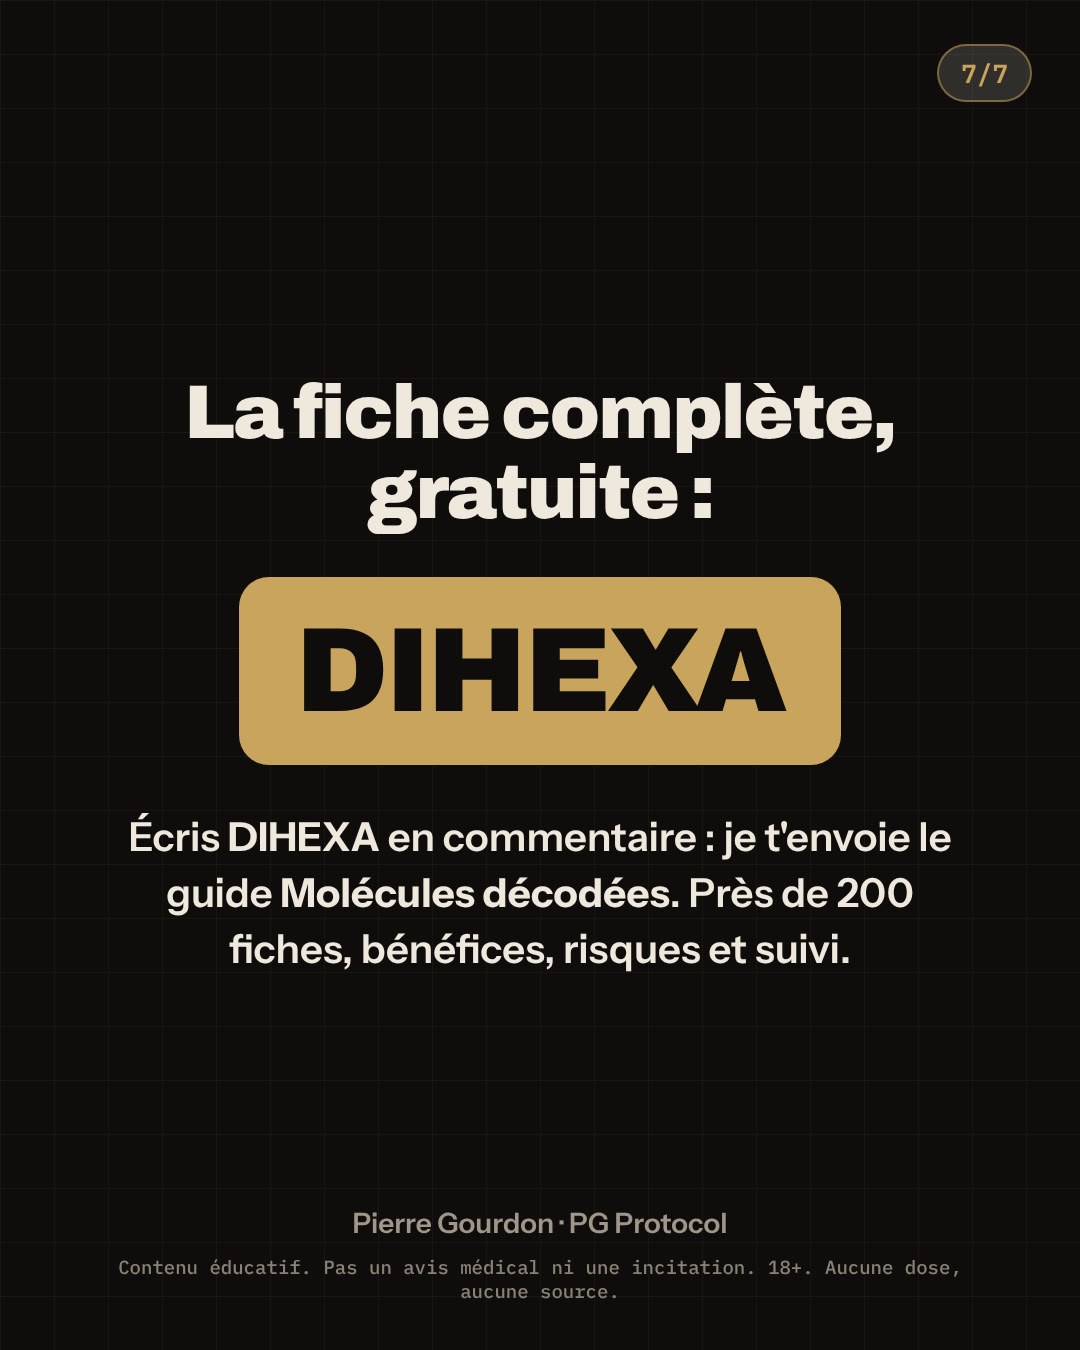 7/7
La fiche complète,
gratuite :
DIHEXA
Écris DIHEXA en commentaire : je t'envoie le
guide Molécules décodées. Près de 200
fiches, bénéfices, risques et suivi.
Pierre Gourdon · PG Protocol
Contenu éducatif. Pas un avis médical ni une incitation. 18+. Aucune dose,
aucune source.